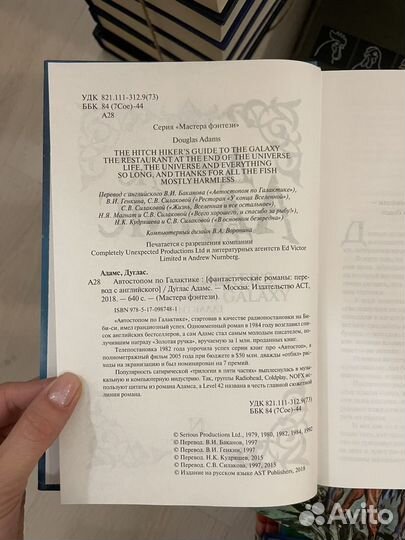 УДК 821.111-312.9(73)
ББК 84 (7Сое)-44
А28
Серия «Мастера фэнтези»
Douglas Adams
THE HITCH HIKER'S GUIDE TO THE GALAXY
THE RESTAURANT AT THE END OF THE UNIVERSE
LIFE, THE UNIVERSE AND EVERYTHING
SO LONG, AND THANKS FOR ALL THE FISH
MOSTLY HARMLESS
Перевод с английского В.И. Баканова («Автостопом по Галактике»),
В.И. Генкина, С.В. Силаковой («Ресторан «У конца Вселенной»),
С.В. Силаковой («Жизнь, Вселенная и все остальное»),
Н.Я. Магнат и С.В. Силаковой («Всего хорошего, и спасибо за рыбу!»),
Н.К. Кудряшева и С.В. Силаковой («В основном безвредна»)
Компьютерный дизайн В.А. Воронина
Печатается с разрешения компании
Completely Unexpected Productions Ltd и литературных агентств Ed Victor
Limited и Andrew Nurnberg.
Адамс, Дуглас.
А28 Автостопом по Галактике : [фантастические романы: пере-
вод с английского] / Дуглас Адамс. — Москва: Издательство АСТ,
2018. — 640 с. — (Мастера фэнтези).
ISBN 978-5-17-098748-1
«Автостопом по Галактике», стартовав в качестве радиопостановки на Би-
би-си, имел грандиозный успех. Одноименный роман в 1984 году возглавил спи-
сок английских бестселлеров, а сам Адамс стал самым молодым писателем, по-
лучившим награду «Золотая ручка», вручаемую за 1 млн. проданных книг.
Телепостановка 1982 года упрочила успех серии книг про «Автостоп», а
полнометражный фильм 2005 года при бюджете в $50 млн. дважды «отбил» рас-
ходы на экранизацию и был номинирован на 7 премий.
Популярность сатирической «трилогии в пяти частях» выплеснулась в музы-
кальную и компьютерную индустрию. Так, группы Radiohead, Coldplay, NOFX ис-
пользуют цитаты из романа Адамса, а Level 42 названа в честь главной сюжетной
линии романа.
УДК 821.111-312.9(73)
ББК 84 (7Сое)-44
© Serious Productions Ltd., 1979, 1980, 1982, 1984, 1992
© Перевод. В.И. Баканов, 1997
© Перевод. В.И. Генкин, 1997
© Перевод. Н.К. Кудряшев, 2015
© Перевод. С.В. Силакова, 1997, 2015
© Издание на русском языке AST Publishers, 2018
Avito